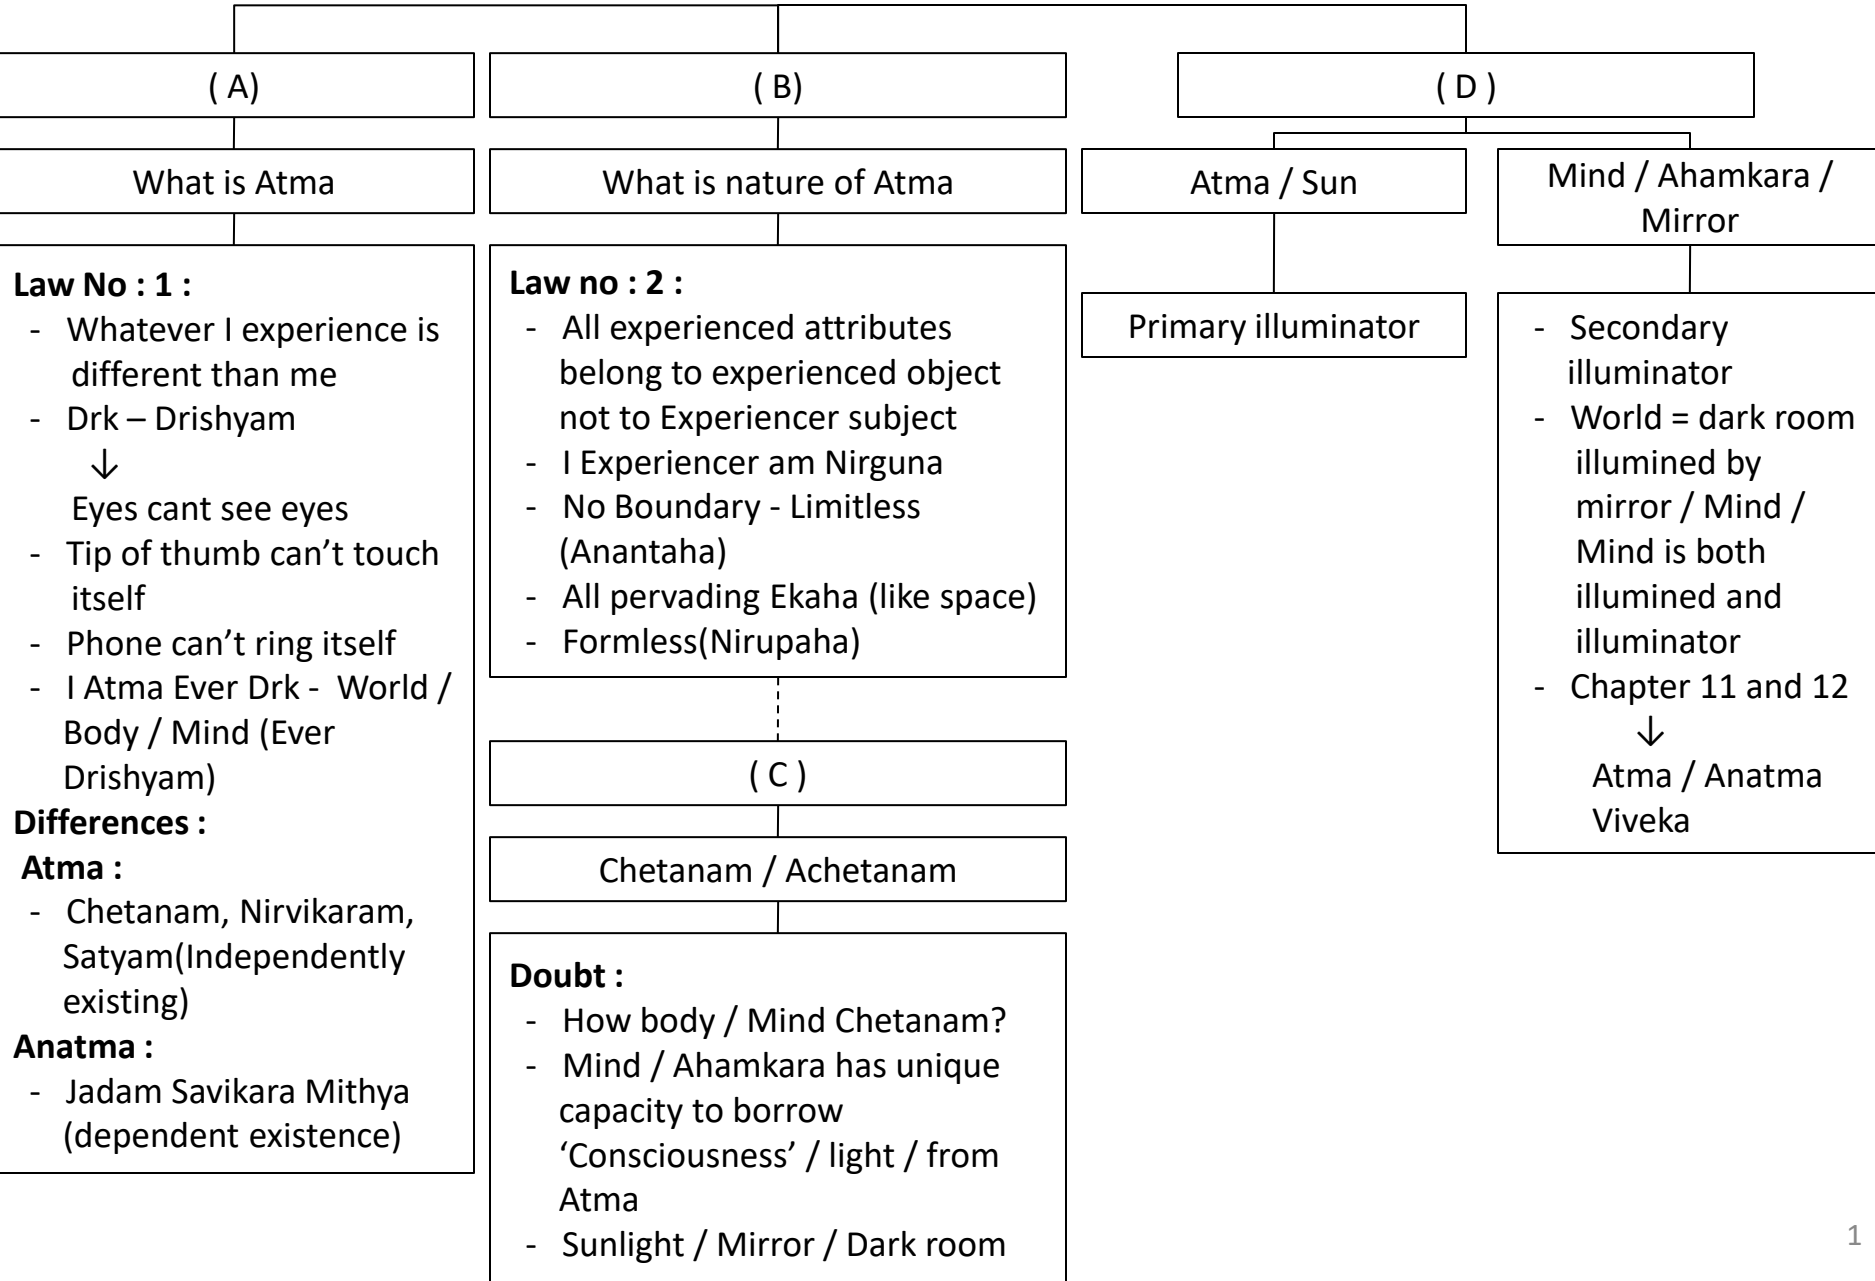 ( A)
What is Atma
Law No : 1 :
- Whatever I experience is
different than me
- Drk – Drishyam
↓
Eyes cant see eyes
- Tip of thumb can’t touch
itself
- Phone can’t ring itself
- I Atma Ever Drk - World /
Body / Mind (Ever
Drishyam)
Differences :
Atma :
- Chetanam, Nirvikaram,
Satyam(Independently
existing)
Anatma :
- Jadam Savikara Mithya
(dependent existence)
( B)
What is nature of Atma
Law no : 2 :
- All experienced attributes
belong to experienced object
not to Experiencer subject
- I Experiencer am Nirguna
- No Boundary - Limitless
(Anantaha)
- All pervading Ekaha (like space)
- Formless(Nirupaha)
( C )
Chetanam / Achetanam
Doubt :
- How body / Mind Chetanam?
- Mind / Ahamkara has unique
capacity to borrow
‘Consciousness’ / light / from
Atma
- Sunlight / Mirror / Dark room
( D )
Atma / Sun
Primary illuminator
Mind / Ahamkara /
Mirror
- Secondary
illuminator
- World = dark room
illumined by
mirror / Mind /
Mind is both
illumined and
illuminator
- Chapter 11 and 12
↓
Atma / Anatma
Viveka
1